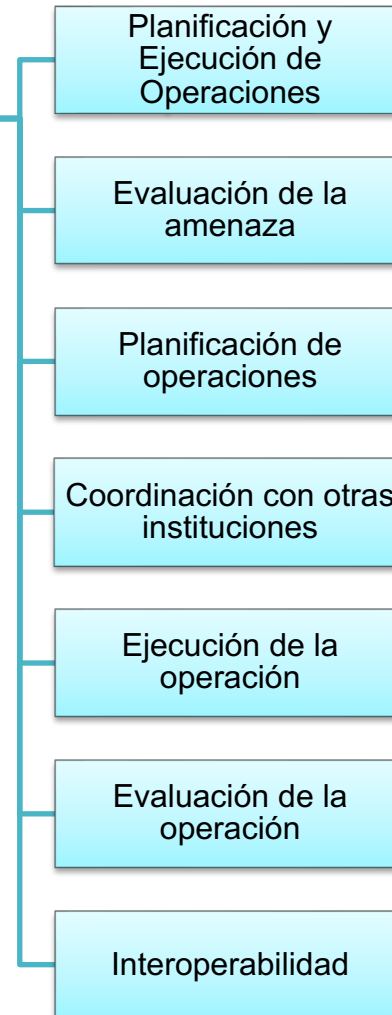 Planificación y
Ejecución de
Operaciones
Evaluación de la
amenaza
Planificación de
operaciones
Coordinación con otras
instituciones
Ejecución de la
operación
Evaluación de la
operación
Interoperabilidad